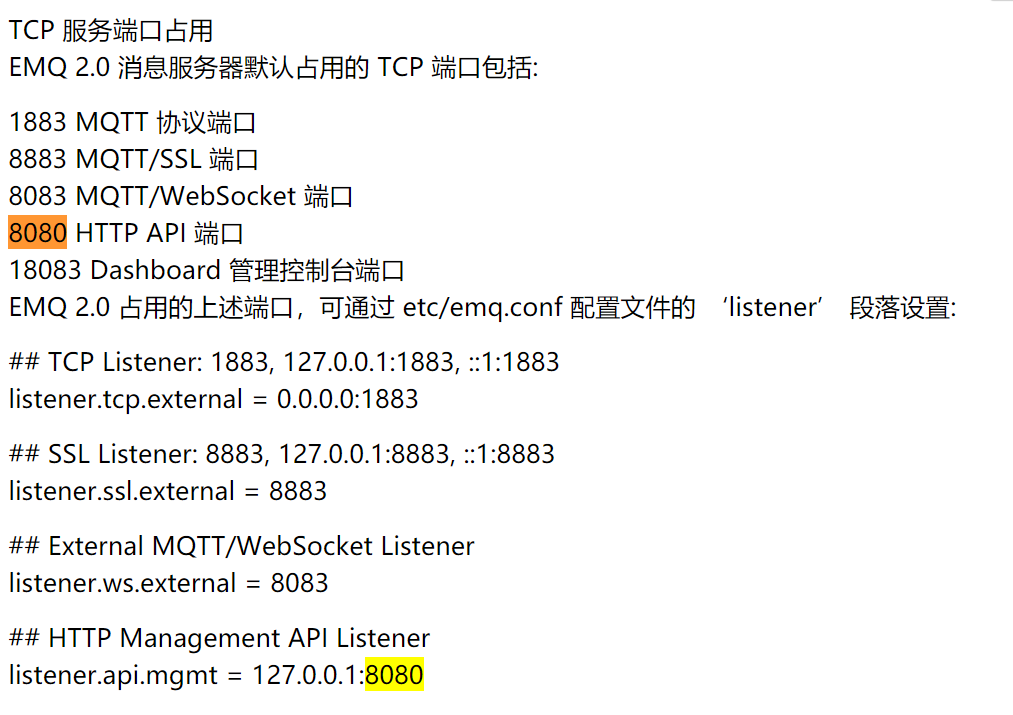 TCP 服务端口占用
EMQ 2.0 消息服务器默认占用的 TCP 端口包括:
1883 MQTT 协议端口
8883 MQTT/SSL 端口
8083 MQTT/WebSocket 端口
8080 HTTP API 端口
18083 Dashboard 管理控制台端口
EMQ 2.0 占用的上述端口，可通过 etc/emq.conf 配置文件的 ‘listener’ 段落设置:
## TCP Listener: 1883, 127.0.0.1:1883, ::1:1883
listener.tcp.external = 0.0.0.0:1883
## SSL Listener: 8883, 127.0.0.1:8883, ::1:8883
listener.ssl.external = 8883
## External MQTT/WebSocket Listener
listener.ws.external = 8083
## HTTP Management API Listener
listener.api.mgmt = 127.0.0.1:8080